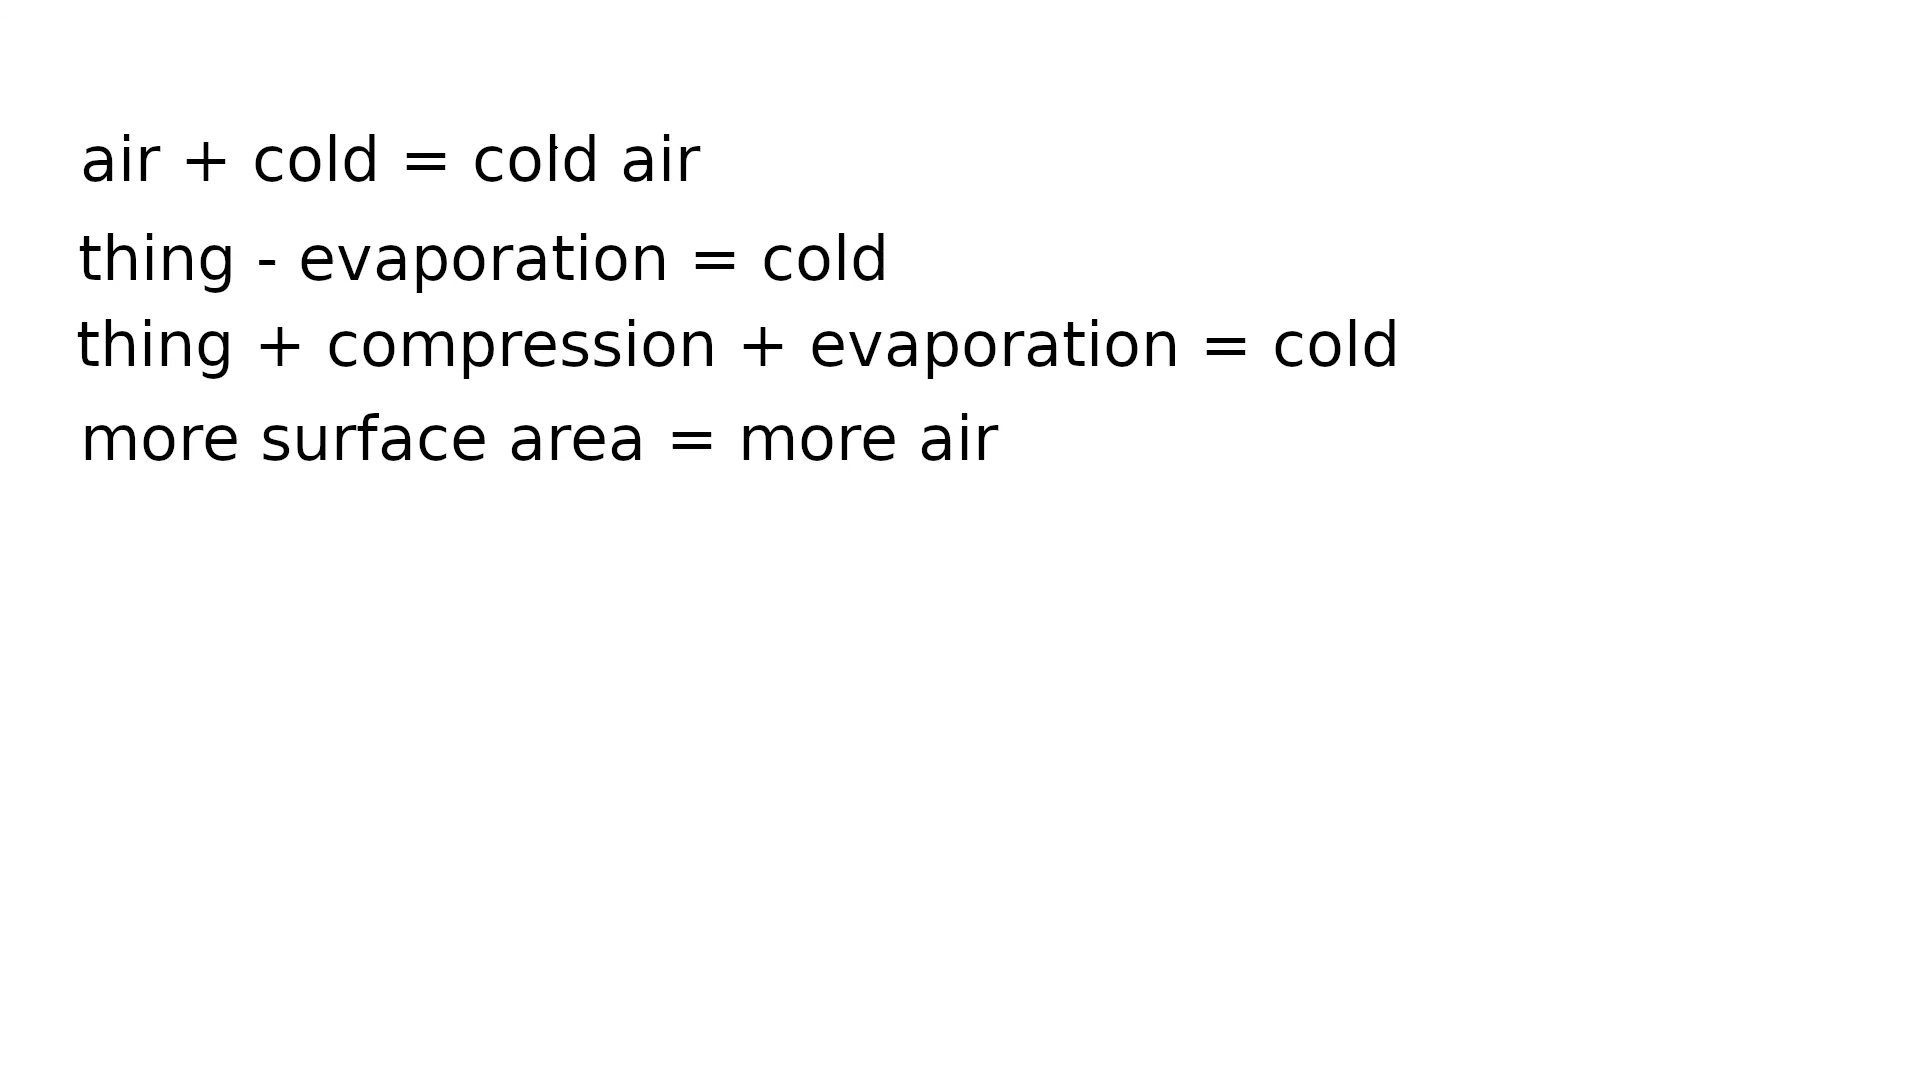 air + cold = cold air
thing - evaporation = cold
thing + compression + evaporation = cold
more surface area = more air